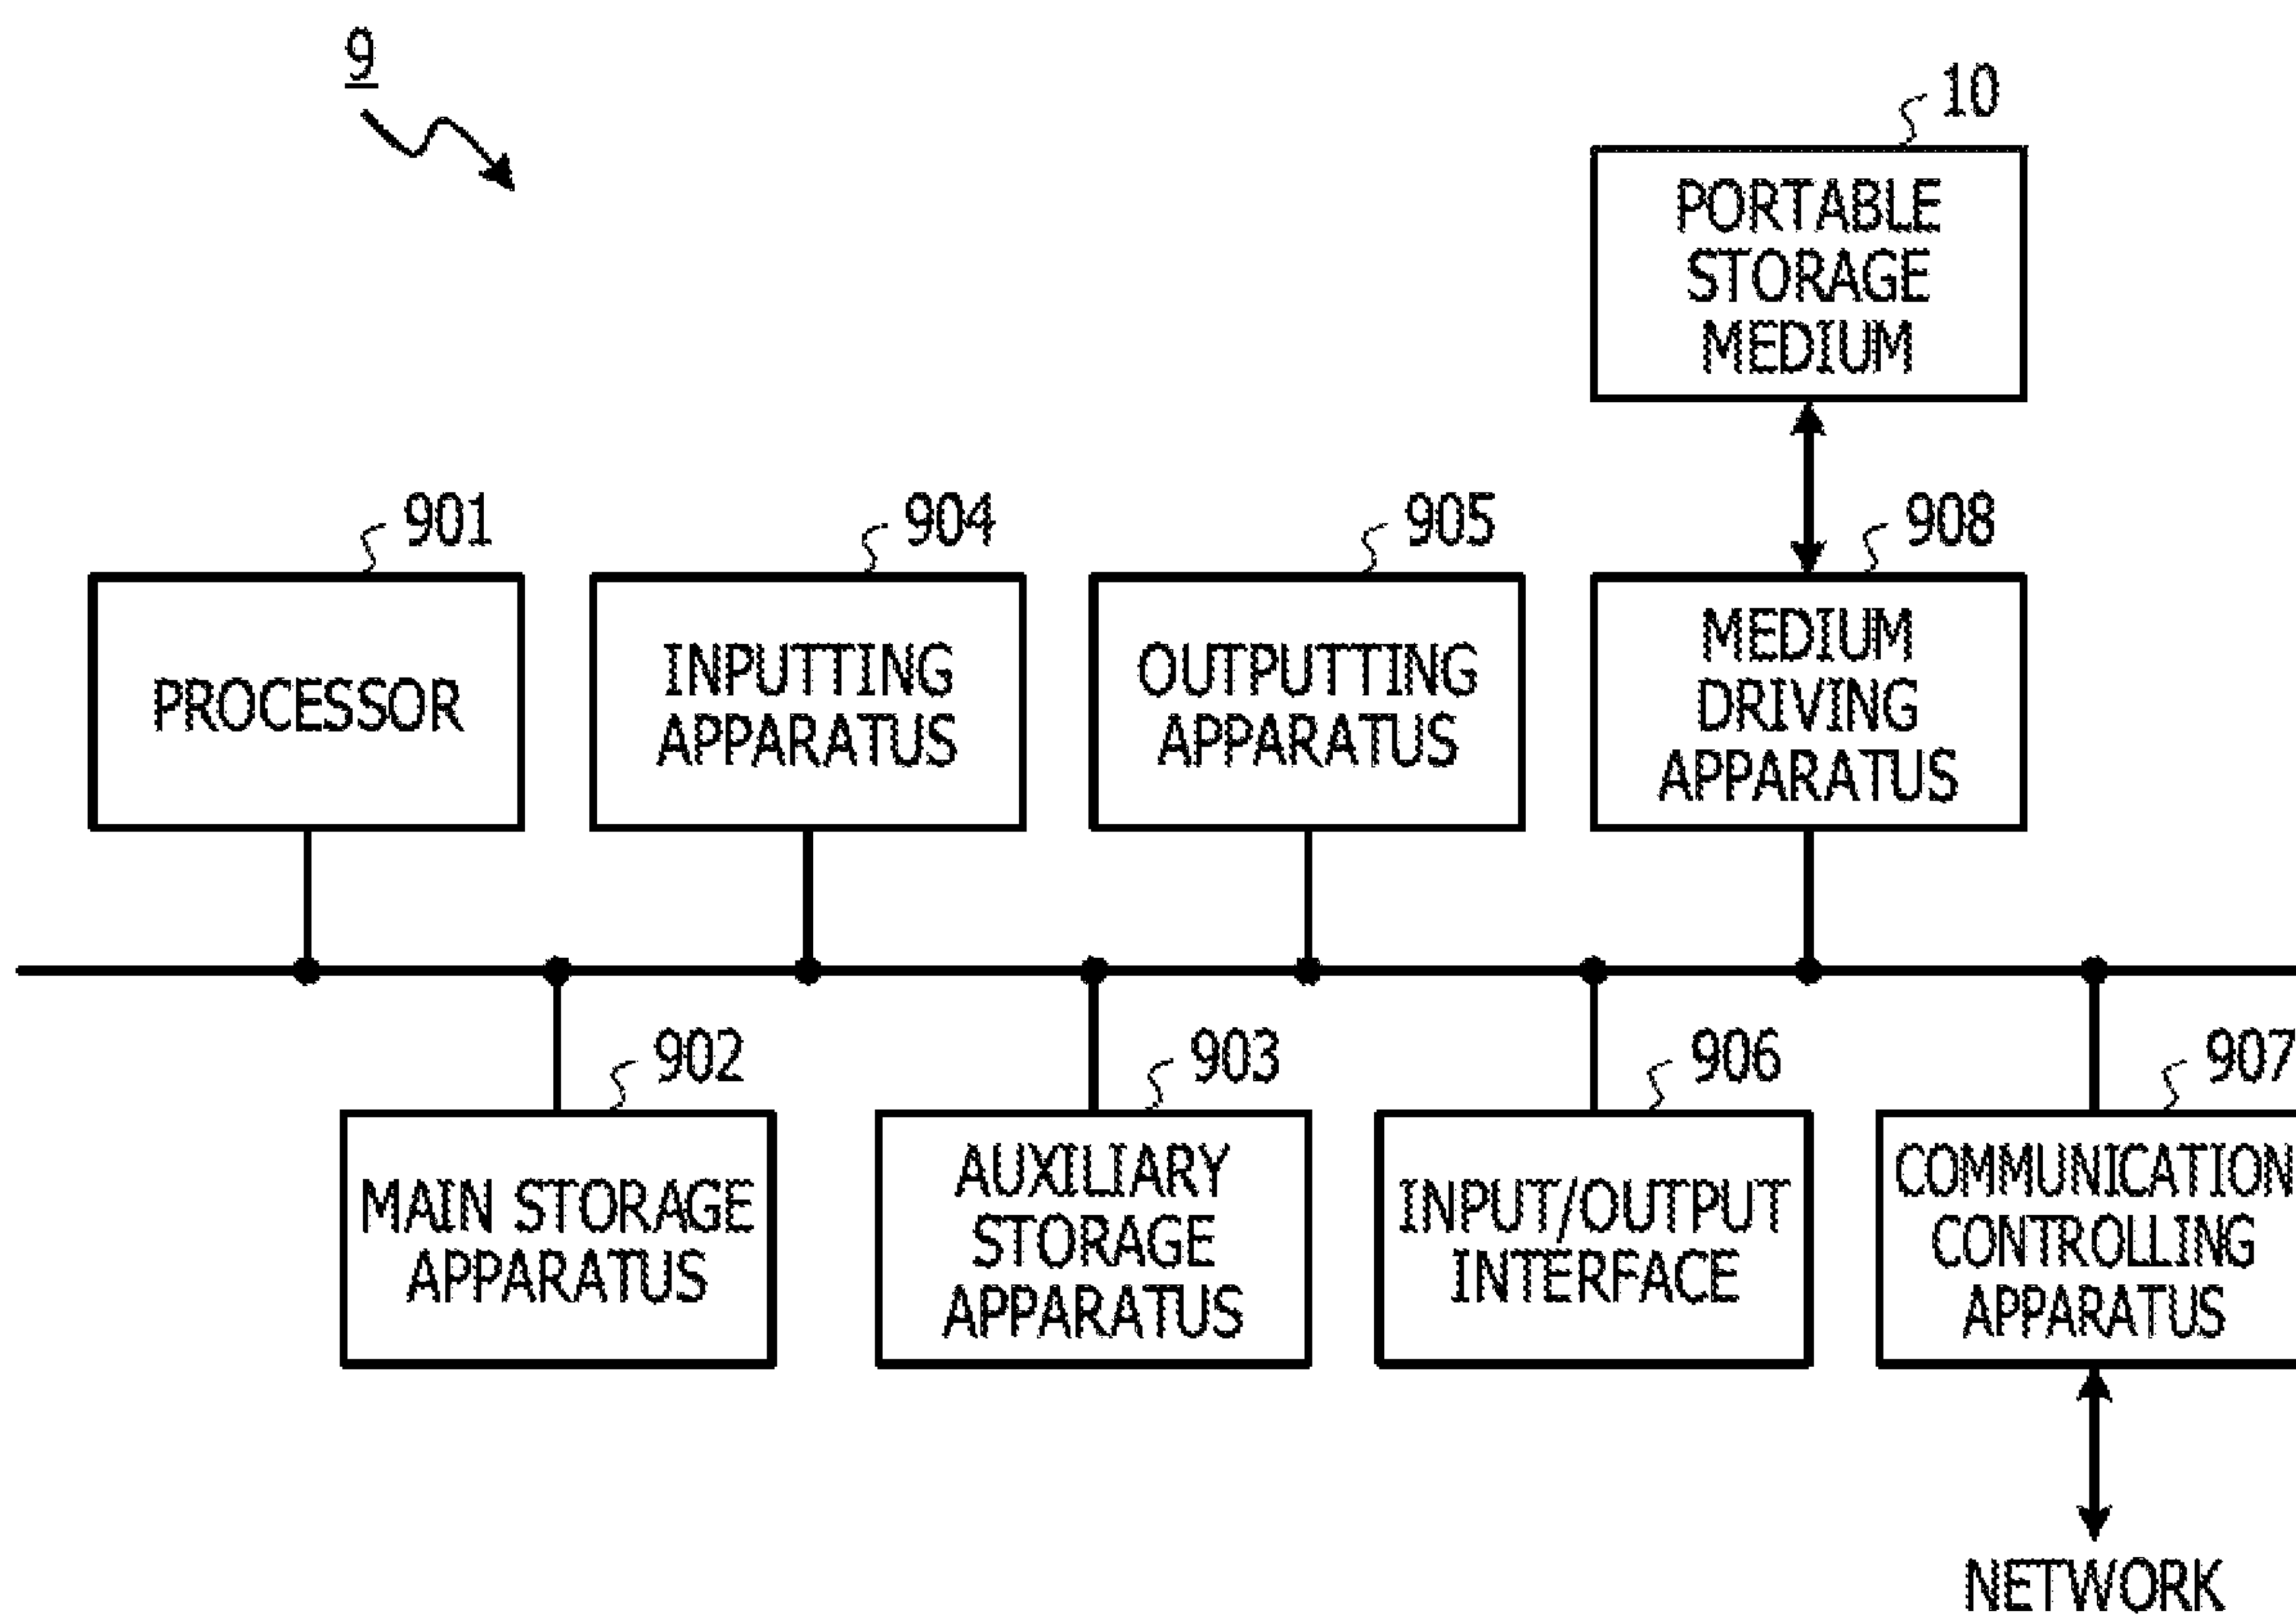 9
10
PORTABLE
STORAGE
MEDIUM
901
904
905
908
PROCESSOR
INPUTTING
APPARATUS
OUTPUTTING
APPARATUS
MEDIUM
DRIVING
APPARATUS
902
903
906
907
MAIN STORAGE
APPARATUS
AUXILIARY
STORAGE
APPARATUS
INPUT/OUTPUT
INTERFACE
COMMUNICATION
CONTROLLING
APPARATUS
NETWORK